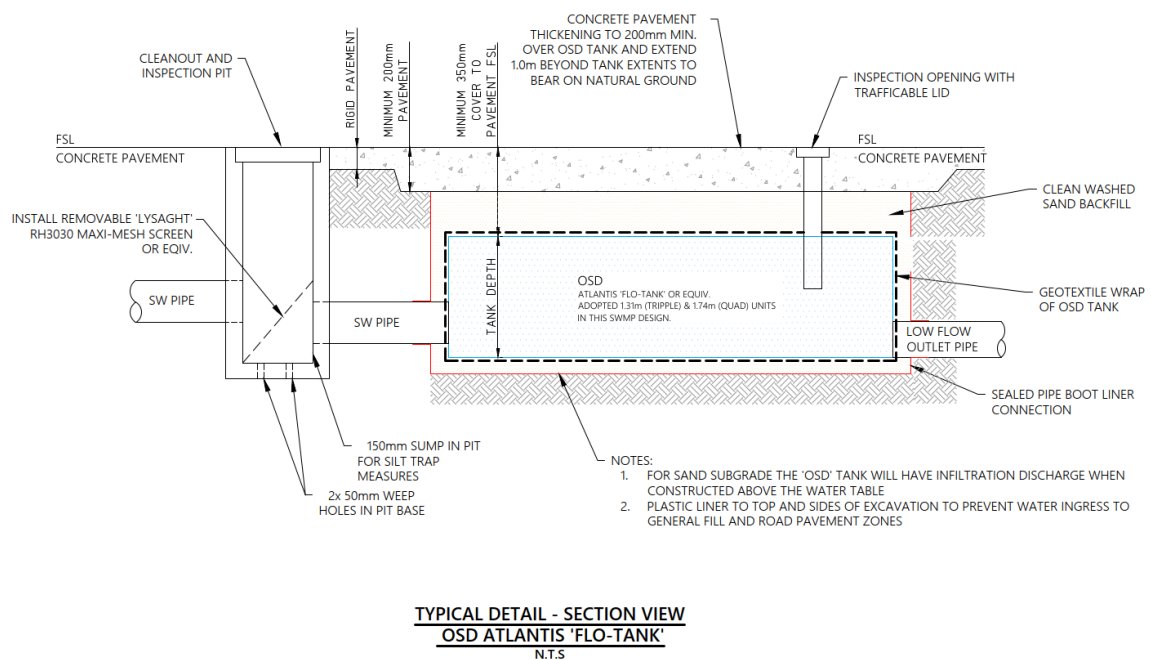 CONCRETE PAVEMENT
THICKENING TO 200mm MIN.
OVER OSD TANK AND EXTEND
1.0m BEYOND TANK EXTENTS TO
BEAR ON NATURAL GROUND
CLEANOUT AND
INSPECTION PIT
RIGID PAVEMENT
MINIMUM 200mm
PAVEMENT
MINIMUM 350mm
COVER TO
PAVEMENT FSL
INSPECTION OPENING WITH
TRAFFICABLE LID
FSL
CONCRETE PAVEMENT
FSL
CONCRETE PAVEMENT
CLEAN WASHED
SAND BACKFILL
INSTALL REMOVABLE 'LYSAGHT'
RH3030 MAXI-MESH SCREEN
OR EQIV.
SW PIPE
SW PIPE
TANK DEPTH
OSD
ATLANTIS 'FLO-TANK' OR EQUIV.
ADOPTED 1.31m (TRIPPLE) & 1.74m (QUAD) UNITS
IN THIS SWMP DESIGN.
GEOTEXTILE WRAP
OF OSD TANK
LOW FLOW
OUTLET PIPE
SEALED PIPE BOOT LINER
CONNECTION
150mm SUMP IN PIT
FOR SILT TRAP
MEASURES
2x 50mm WEEP
HOLES IN PIT BASE
NOTES:
1. FOR SAND SUBGRADE THE 'OSD' TANK WILL HAVE INFILTRATION DISCHARGE WHEN
CONSTRUCTED ABOVE THE WATER TABLE
2. PLASTIC LINER TO TOP AND SIDES OF EXCAVATION TO PREVENT WATER INGRESS TO
GENERAL FILL AND ROAD PAVEMENT ZONES
TYPICAL DETAIL - SECTION VIEW
OSD ATLANTIS 'FLO-TANK'
N.T.S